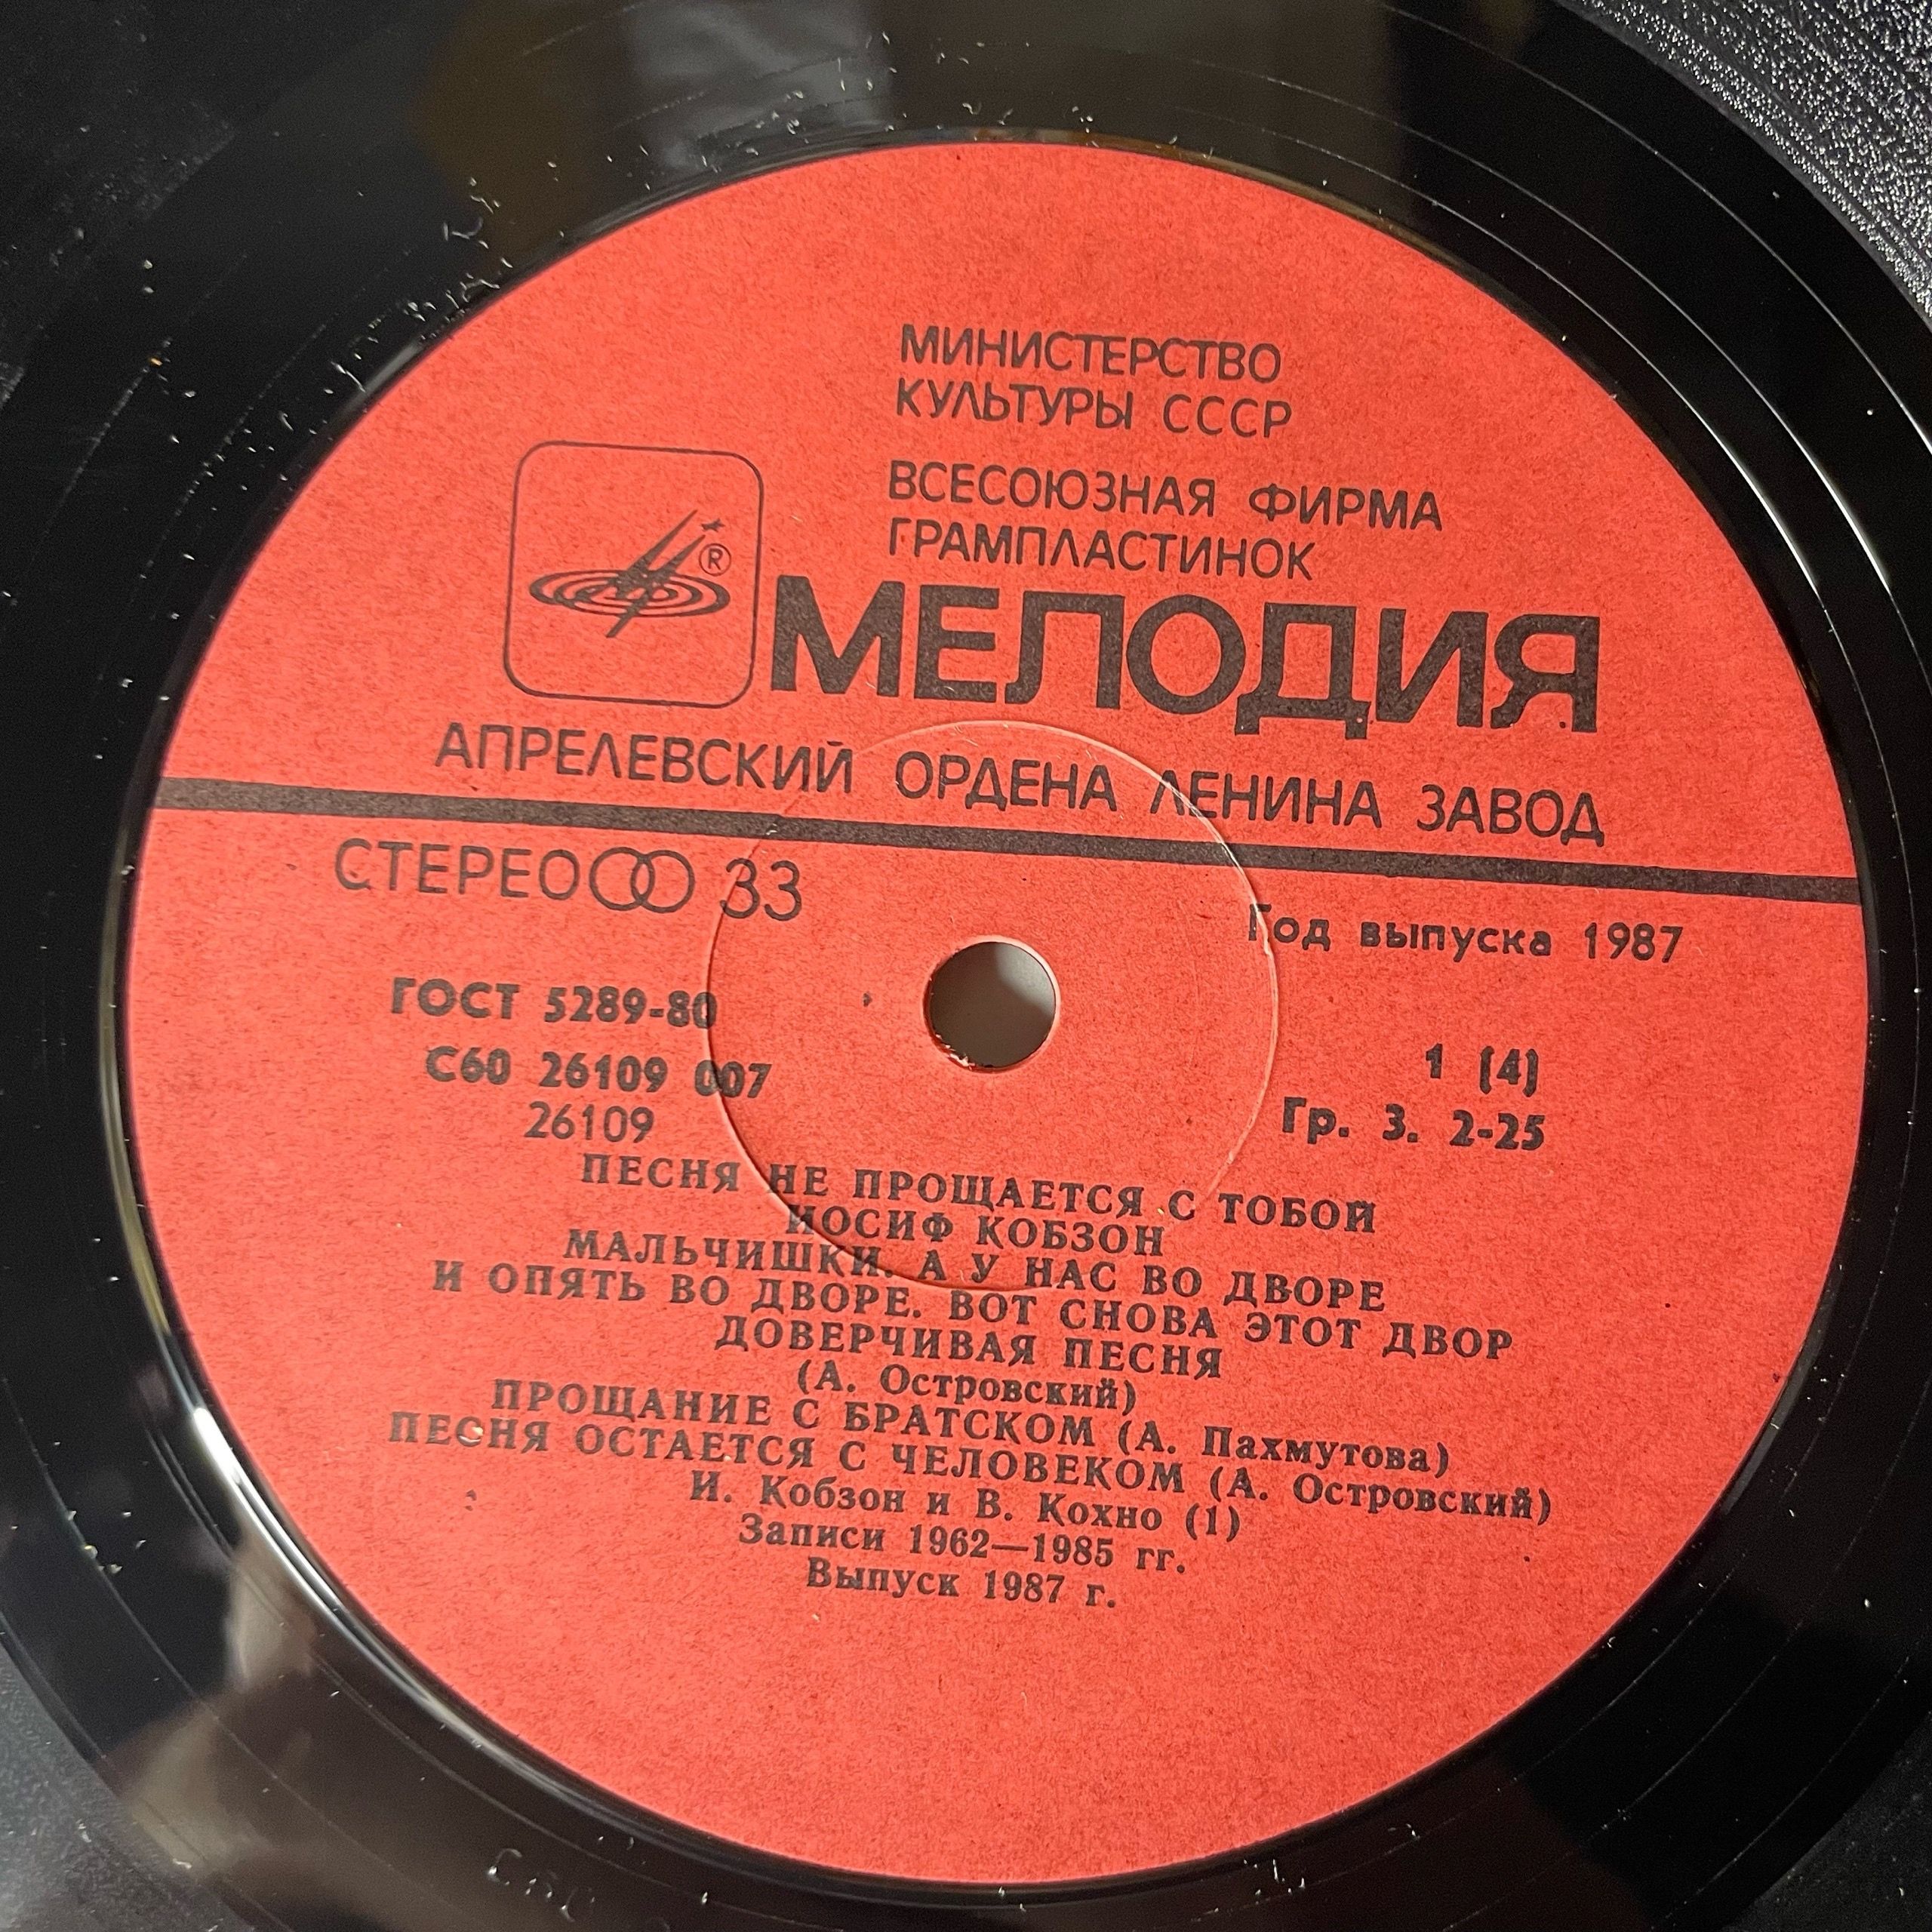 МИНИСТЕРСТВО
КУЛЬТУРЫ СССР
ВСЕСОЮЗНАЯ ФИРМА
ГРАМПЛАСТИНОК
®
МЕЛОДИЯ
АПРЕЛЕВСКИЙ ОРДЕНА ЛЕНИНА ЗАВОД
СТЕРЕО 33
Год выпуска 1987
ГОСТ 5289-80
С60 26109 007
26109
1 (4)
Гр. 3. 2-25
ПЕСНЯ НЕ ПРОЩАЕТСЯ С ТОБОЙ
ИОСИФ КОБЗОН
МАЛЬЧИШКИ. А У НАС ВО ДВОРЕ
И ОПЯТЬ ВО ДВОРЕ. ВОТ СНОВА ЭТОТ ДВОР
ДОВЕРЧИВАЯ ПЕСНЯ
(А. Островский)
ПРОЩАНИЕ С БРАТСКОМ (А. Пахмутова)
ПЕСНЯ ОСТАЕТСЯ С ЧЕЛОВЕКОМ (А. Островский)
И. Кобзон и В. Кохно (1)
Записи 1962—1985 гг.
Выпуск 1987 г.